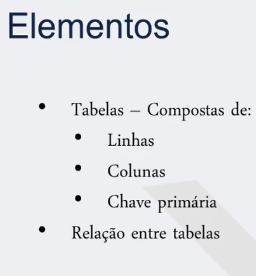 Elementos
• Tabelas – Compostas de:
• Linhas
• Colunas
• Chave primária
• Relação entre tabelas